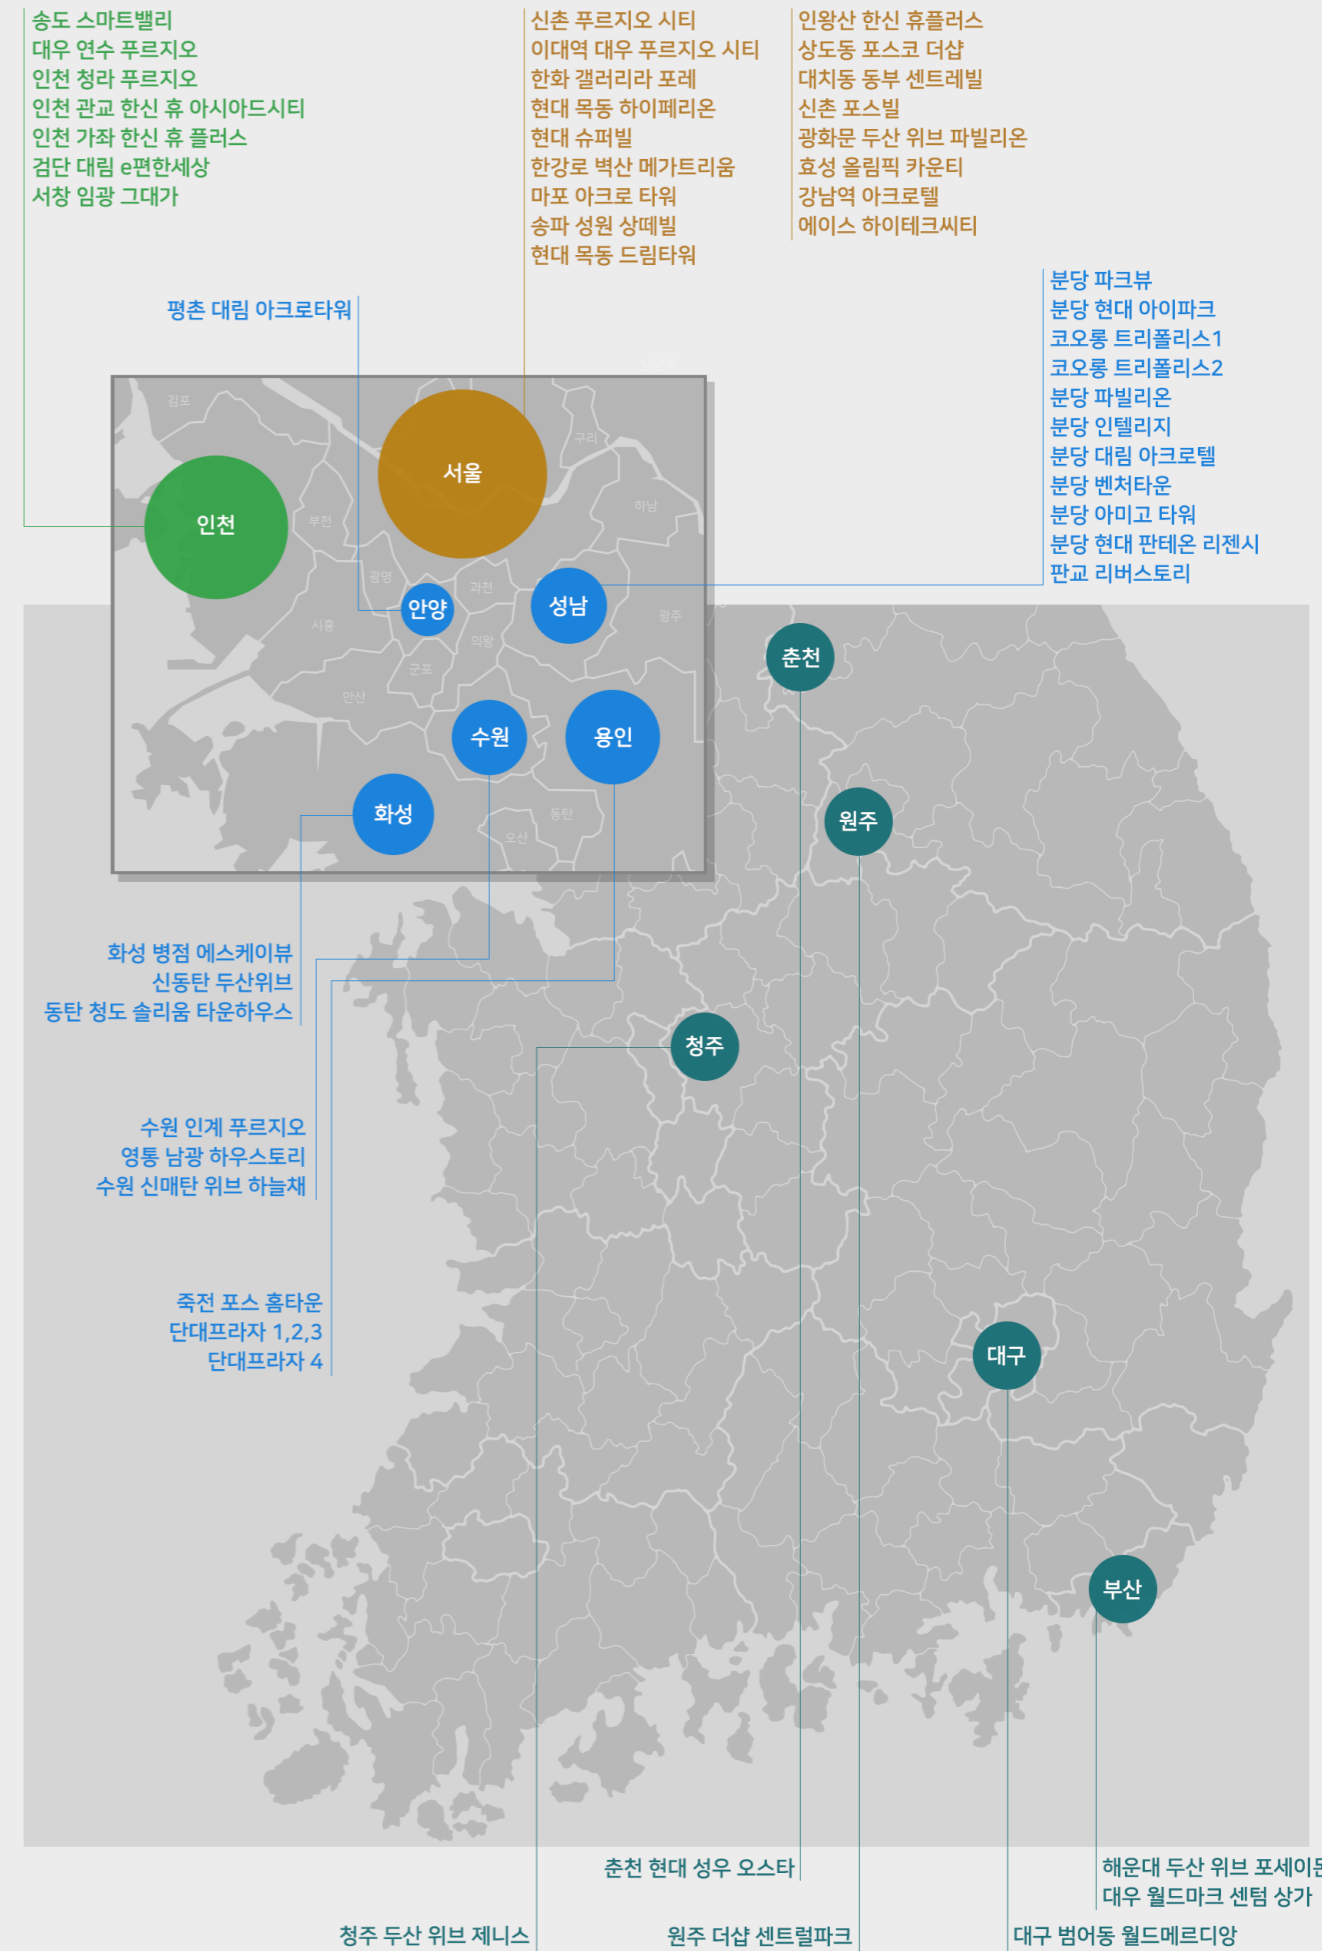 송도 스마트밸리
대우 연수 푸르지오
인천 청라 푸르지오
인천 관교 한신 휴 아시아드시티
인천 가좌 한신 휴 플러스
검단 대림 e편한세상
서창 임광 그대가
신촌 푸르지오 시티
이대역 대우 푸르지오 시티
한화 갤러리라 포레
현대 목동 하이페리온
현대 슈퍼빌
한강로 벽산 메가트리움
마포 아크로 타워
송파 성원 상떼빌
현대 목동 드림타워
인왕산 한신 휴플러스
상도동 포스코 더샵
대치동 동부 센트레빌
신촌 포스빌
광화문 두산 위브 파빌리온
효성 올림픽 카운티
강남역 아크로텔
에이스 하이테크씨티
분당 파크뷰
분당 현대 아이파크
코오롱 트리폴리스1
코오롱 트리폴리스2
분당 파빌리온
분당 인텔리지
분당 대림 아크로텔
분당 벤처타운
분당 아미고 타워
분당 현대 판테온 리젠시
판교 리버스토리
평촌 대림 아크로타워
김포
구리
서울
하남
인천
부천
광명
과천
안양
성남
광주
시흥
의왕
군포
안산
수원
용인
화성
동탄
오산
춘천
원주
화성 병점 에스케이뷰
신동탄 두산위브
동탄 청도 솔리움 타운하우스
청주
수원 인계 푸르지오
영통 남광 하우스토리
수원 신매탄 위브 하늘채
죽전 포스 홈타운
단대프라자 1,2,3
단대프라자 4
대구
부산
춘천 현대 성우 오스타
해운대 두산 위브 포세이돈
대우 월드마크 센텀 상가
청주 두산 위브 제니스
원주 더샵 센트럴파크
대구 범어동 월드메르디앙